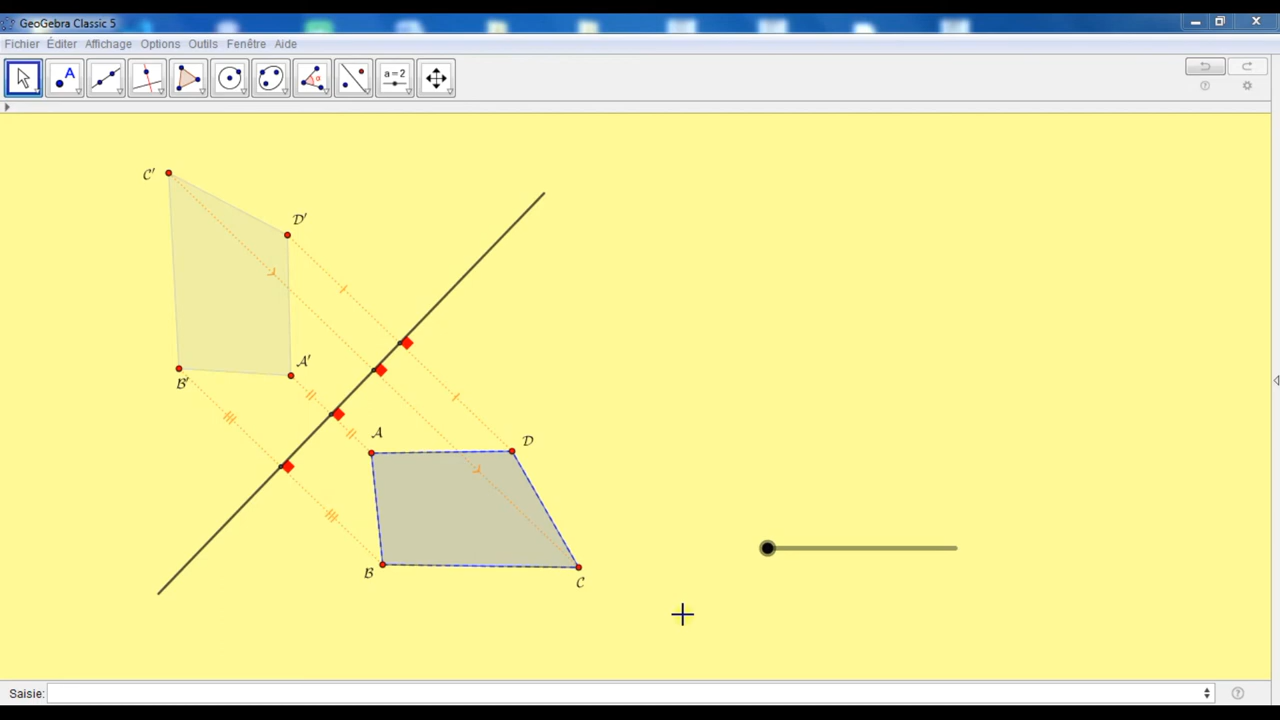 GeoGebra Classic 5
Fichier Éditer Affichage Options Outils Fenêtre Aide
A
α
a = 2
C'
D'
A'
B'
A
D
B
C
Saisie: